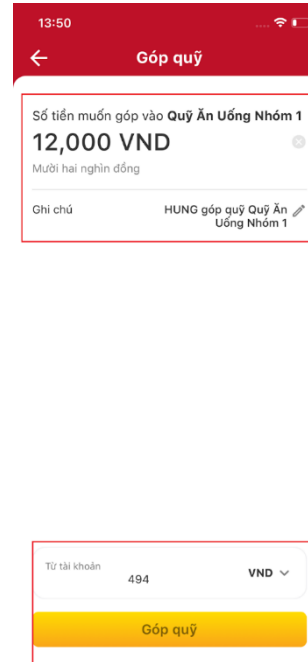 13:50
Góp quỹ
Số tiền muốn góp vào Quỹ Ăn Uống Nhóm 1
12,000 VND
Mười hai nghìn đồng
Ghi chú
HUNG góp quỹ Quỹ Ăn
Uống Nhóm 1
Từ tài khoản
494
VND
Góp quỹ